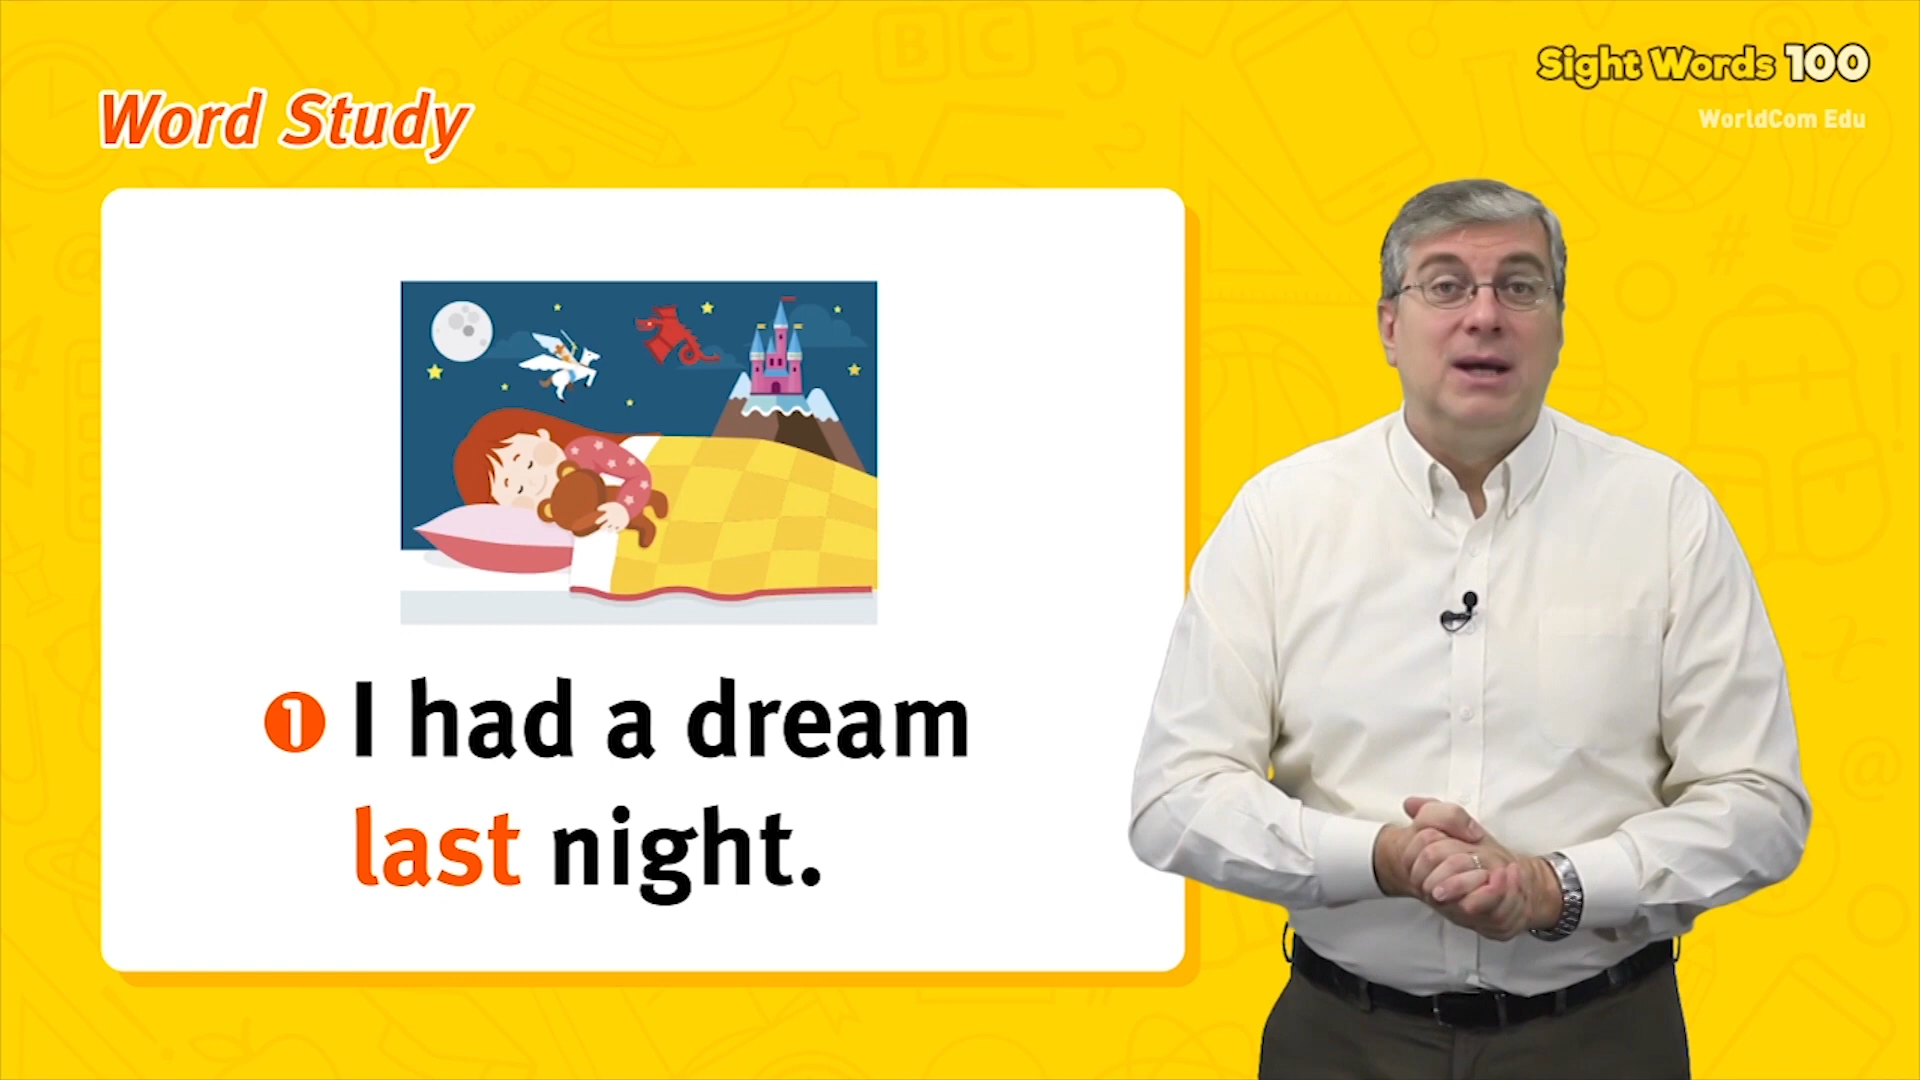 Sight Words 100
WorldCom Edu
Word Study
1 I had a dream
last night.